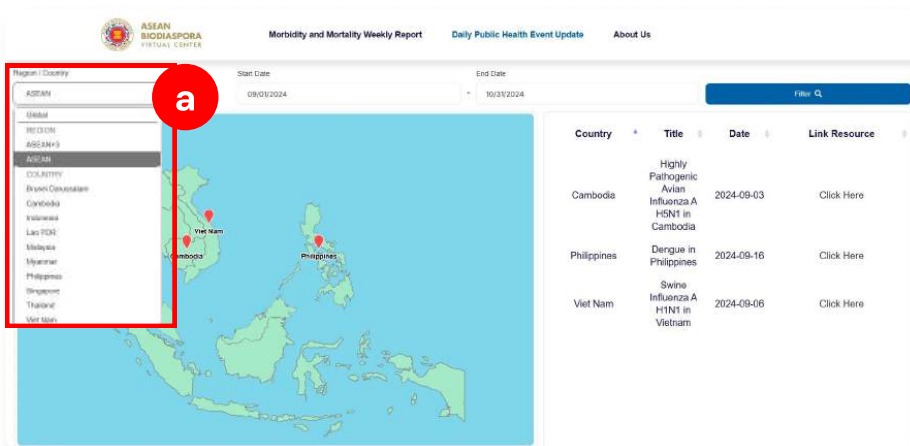 ASEAN
BIODIASPORA
VIRTUAL CENTER
Morbidity and Mortality Weekly Report
Daily Public Health Event Update
About Us
Region / Country
Start Date
End Date
ASEAN
09/01/2024
-
10/31/2024
Filter
a
Global
REGION
ASEAN+3
ASEAN
COUNTRY
Brunei Darussalam
Cambodia
Indonesia
Lao PDR
Malaysia
Myanmar
Philippines
Singapore
Thailand
Viet Nam
Viet Nam
Cambodia
Philippines
Country
Title
Date
Link Resource
Cambodia
Highly
Pathogenic
Avian
Influenza A
H5N1 in
Cambodia
2024-09-03
Click Here
Philippines
Dengue in
Philippines
2024-09-16
Click Here
Viet Nam
Swine
Influenza A
H1N1 in
Vietnam
2024-09-06
Click Here